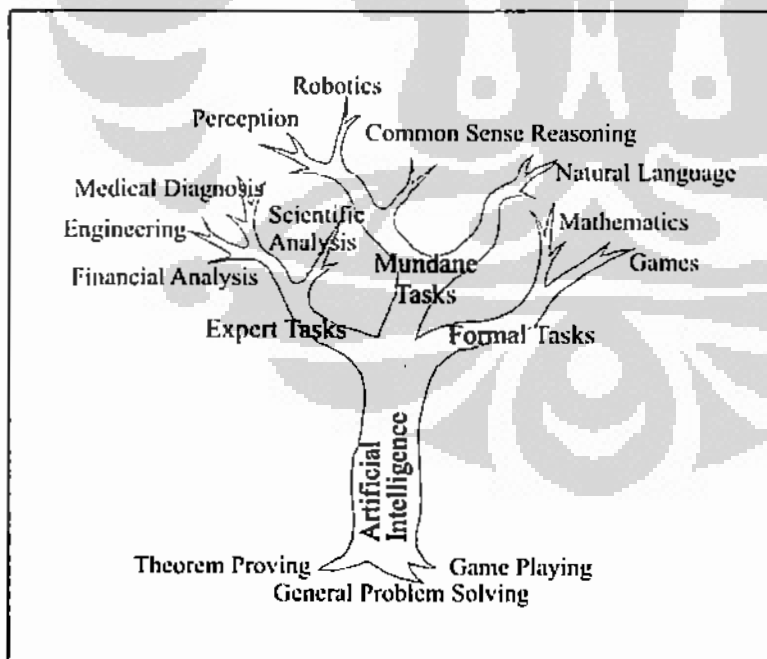 Robotics
Perception
Common Sense Reasoning
Natural Language
Medical Diagnosis
Scientific
Analysis
Mathematics
Engineering
Games
Financial Analysis
Mundane
Tasks
Expert Tasks
Formal Tasks
Artificial
Intelligence
Theorem Proving
Game Playing
General Problem Solving